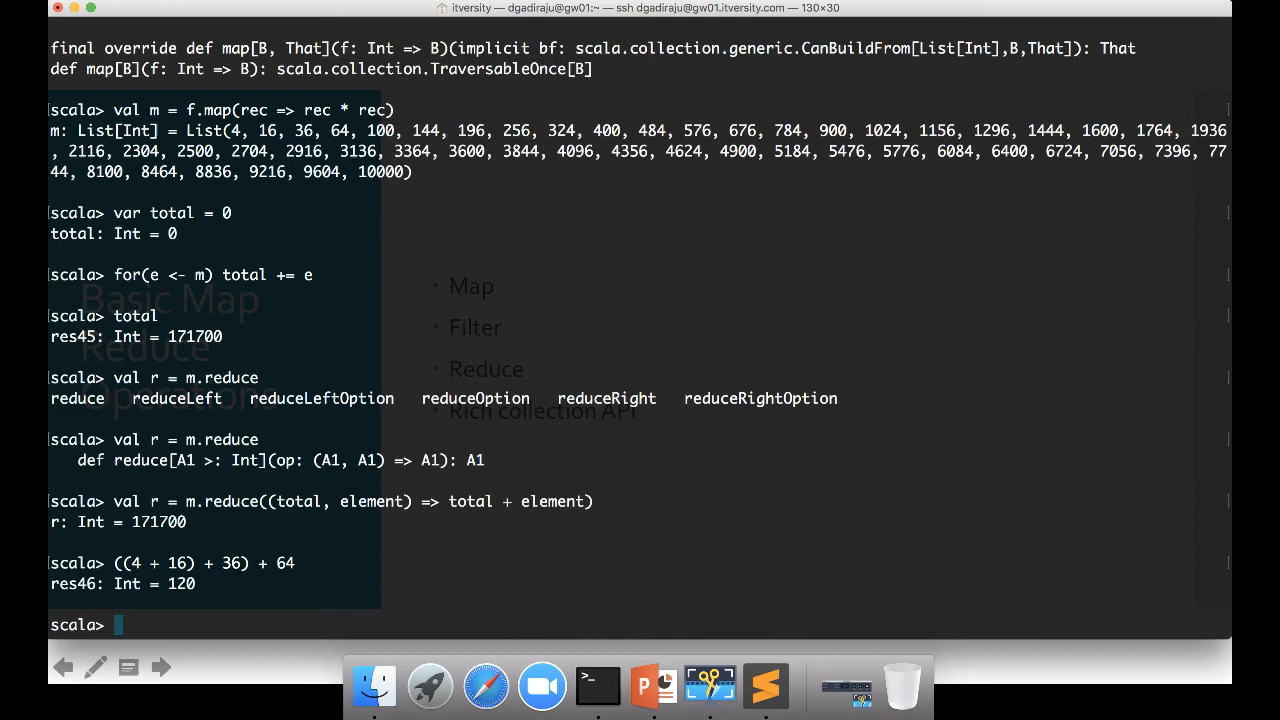 itversity — dgadiraju@gw01:~ — ssh dgadiraju@gw01.itversity.com — 130×30
final override def map[B, That](f: Int => B)(implicit bf: scala.collection.generic.CanBuildFrom[List[Int],B,That]): That
def map[B](f: Int => B): scala.collection.TraversableOnce[B]
[scala> val m = f.map(rec => rec * rec)
m: List[Int] = List(4, 16, 36, 64, 100, 144, 196, 256, 324, 400, 484, 576, 676, 784, 900, 1024, 1156, 1296, 1444, 1600, 1764, 1936
, 2116, 2304, 2500, 2704, 2916, 3136, 3364, 3600, 3844, 4096, 4356, 4624, 4900, 5184, 5476, 5776, 6084, 6400, 6724, 7056, 7396, 77
44, 8100, 8464, 8836, 9216, 9604, 10000)
[scala> var total = 0
total: Int = 0
[scala> for(e <- m) total += e
[scala> total
res45: Int = 171700
[scala> val r = m.reduce
reduce reduceLeft reduceLeftOption reduceOption reduceRight reduceRightOption
[scala> val r = m.reduce
def reduce[A1 >: Int](op: (A1, A1) => A1): A1
[scala> val r = m.reduce((total, element) => total + element)
r: Int = 171700
[scala> ((4 + 16) + 36) + 64
res46: Int = 120
scala>
Basic Map
Reduce
Operations
• Map
• Filter
• Reduce
• Rich collection API